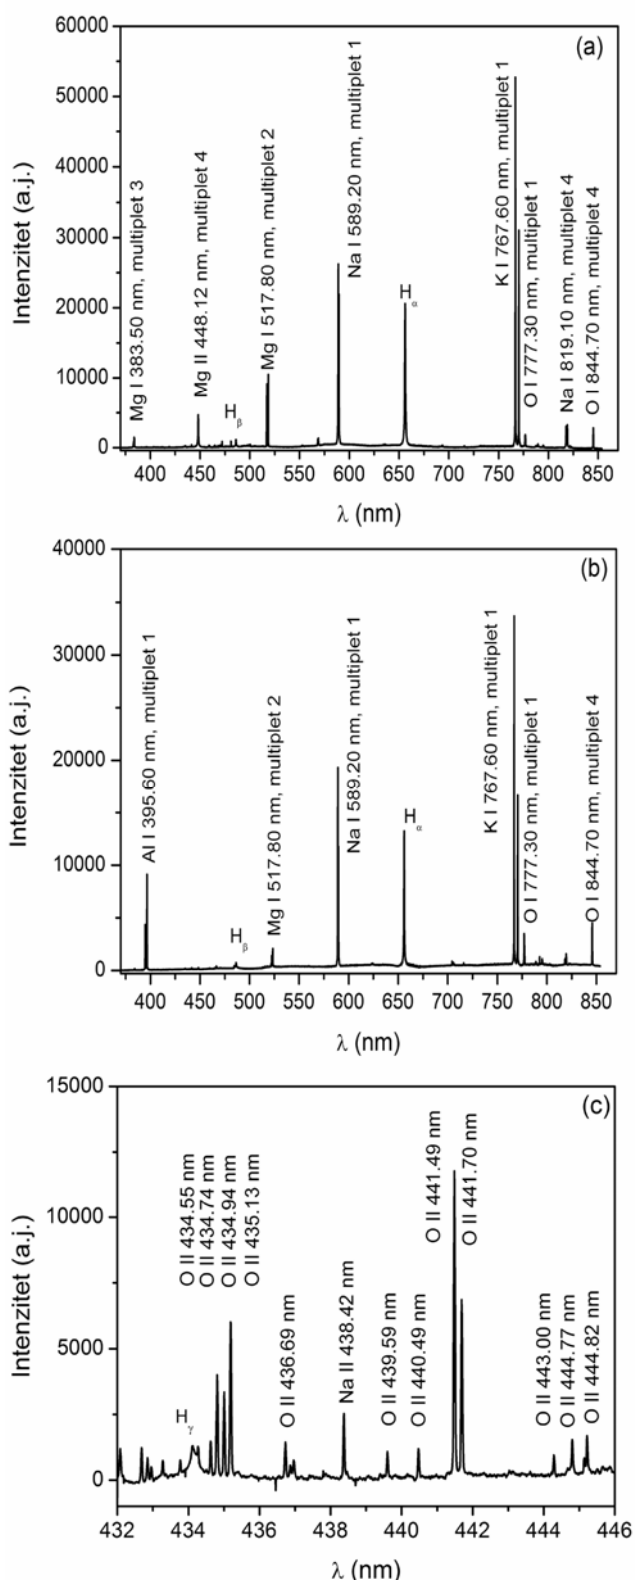 (a)
Intenzitet (a.j.)
60000
50000
40000
30000
20000
10000
0
Mg I 383.50 nm, multiplet 3
Mg II 448.12 nm, multiplet 4
Hβ
Mg I 517.80 nm, multiplet 2
Na I 589.20 nm, multiplet 1
Hα
K I 767.60 nm, multiplet 1
O I 777.30 nm, multiplet 1
Na I 819.10 nm, multiplet 4
O I 844.70 nm, multiplet 4
400 450 500 550 600 650 700 750 800 850
λ (nm)
(b)
Intenzitet (a.j.)
40000
30000
20000
10000
0
Al I 395.60 nm, multiplet 1
Hβ
Mg I 517.80 nm, multiplet 2
Na I 589.20 nm, multiplet 1
Hα
K I 767.60 nm, multiplet 1
O I 777.30 nm, multiplet 1
O I 844.70 nm, multiplet 4
400 450 500 550 600 650 700 750 800 850
λ (nm)
(c)
Intenzitet (a.j.)
15000
10000
5000
0
Hγ
O II 434.55 nm
O II 434.74 nm
O II 434.94 nm
O II 435.13 nm
O II 436.69 nm
Na II 438.42 nm
O II 439.59 nm
O II 440.49 nm
O II 441.49 nm
O II 441.70 nm
O II 443.00 nm
O II 444.77 nm
O II 444.82 nm
432 434 436 438 440 442 444 446
λ (nm)